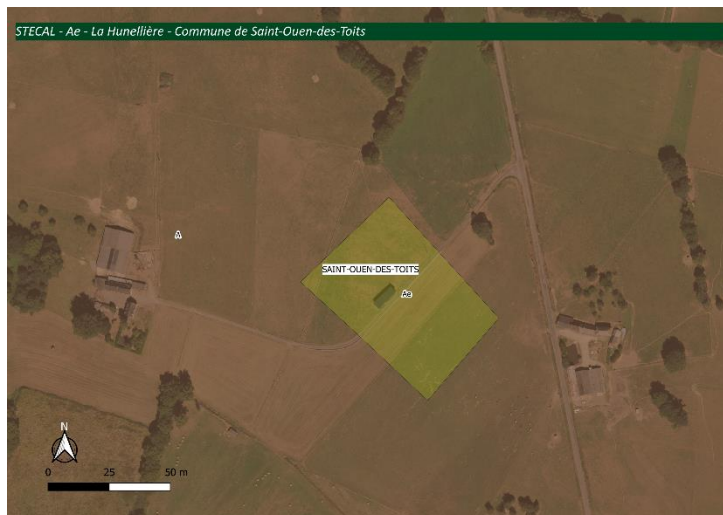 STECAL - Ae - La Hunellière - Commune de Saint-Ouen-des-Toits
A
SAINT-OUEN-DES-TOITS
Ae
N
0 25 50 m